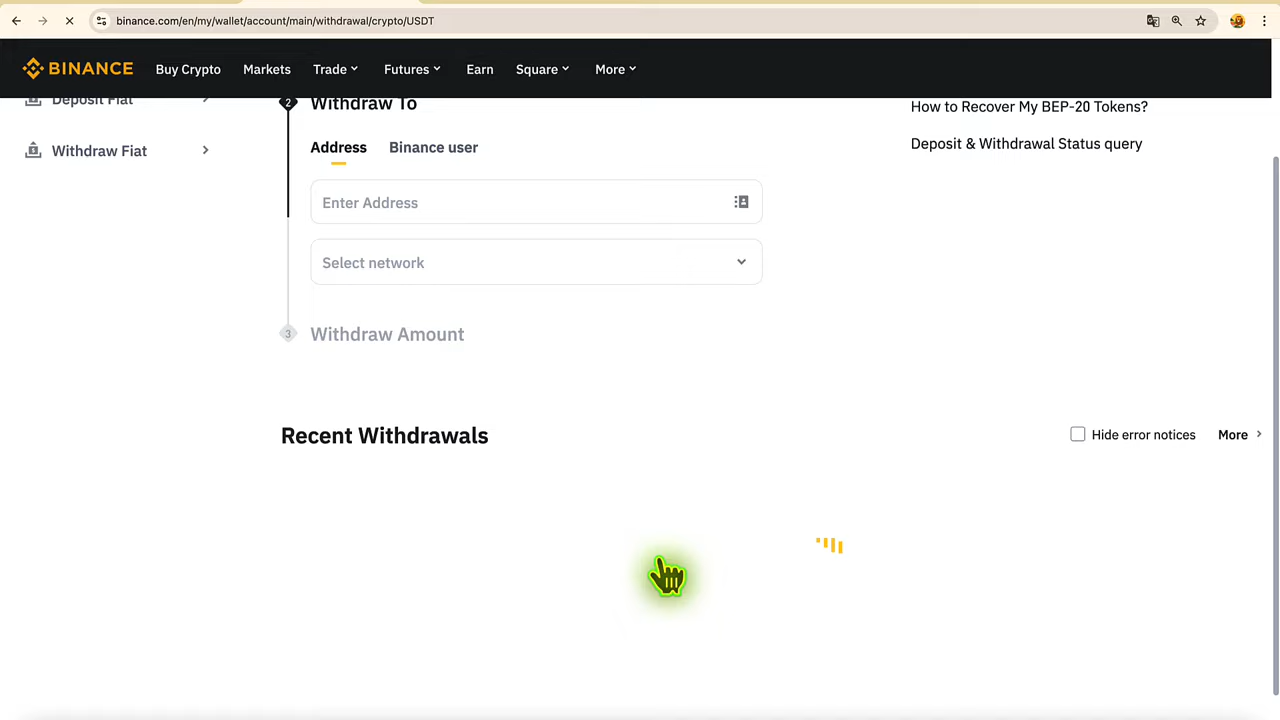 binance.com/en/my/wallet/account/main/withdrawal/crypto/USDT
BINANCE Buy Crypto Markets Trade Futures Earn Square More
Deposit Fiat
Withdraw Fiat
2 Withdraw To
Address Binance user
Enter Address
Select network
3 Withdraw Amount
How to Recover My BEP-20 Tokens?
Deposit & Withdrawal Status query
Recent Withdrawals
Hide error notices More